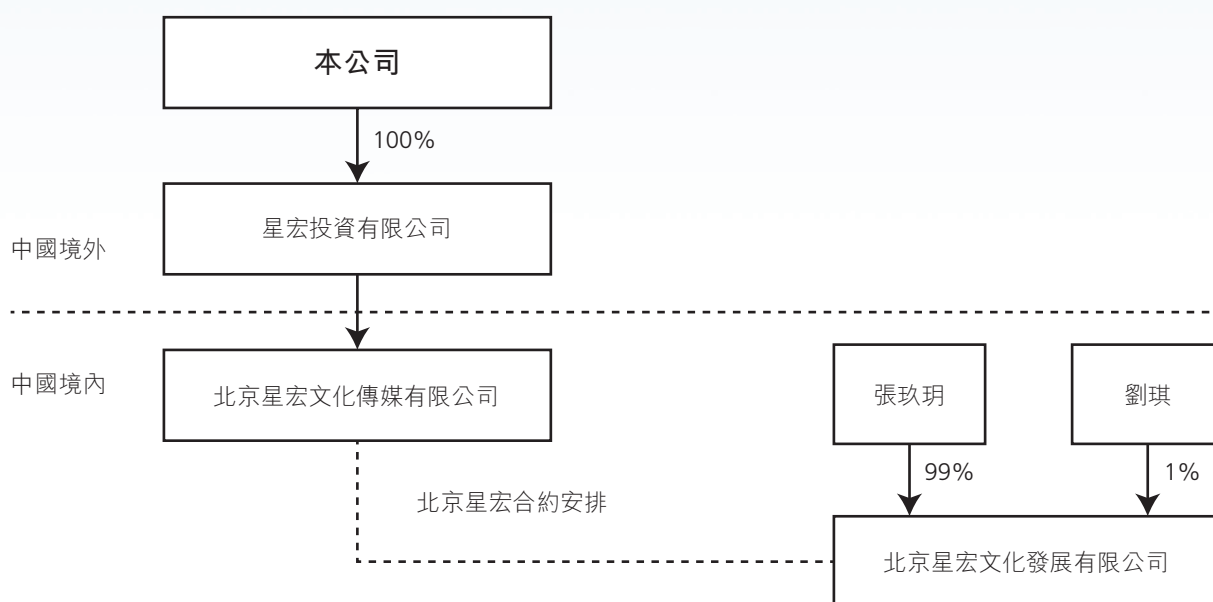 本公司
100%
星宏投資有限公司
中國境外
中國境內
北京星宏文化傳媒有限公司
張玖玥
劉琪
99%
1%
北京星宏合約安排
北京星宏文化發展有限公司